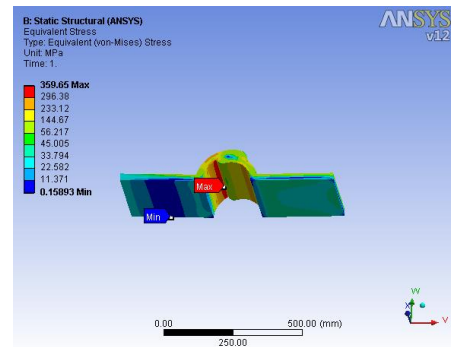 B: Static Structural (ANSYS)
Equivalent Stress
Type: Equivalent (von-Mises) Stress
Unit: MPa
Time: 1.
ANSYS
v12
359.65 Max
296.38
233.12
144.67
56.217
45.005
33.794
22.582
11.371
0.15893 Min
Max
Min
0.00
500.00 (mm)
250.00
W
X
V